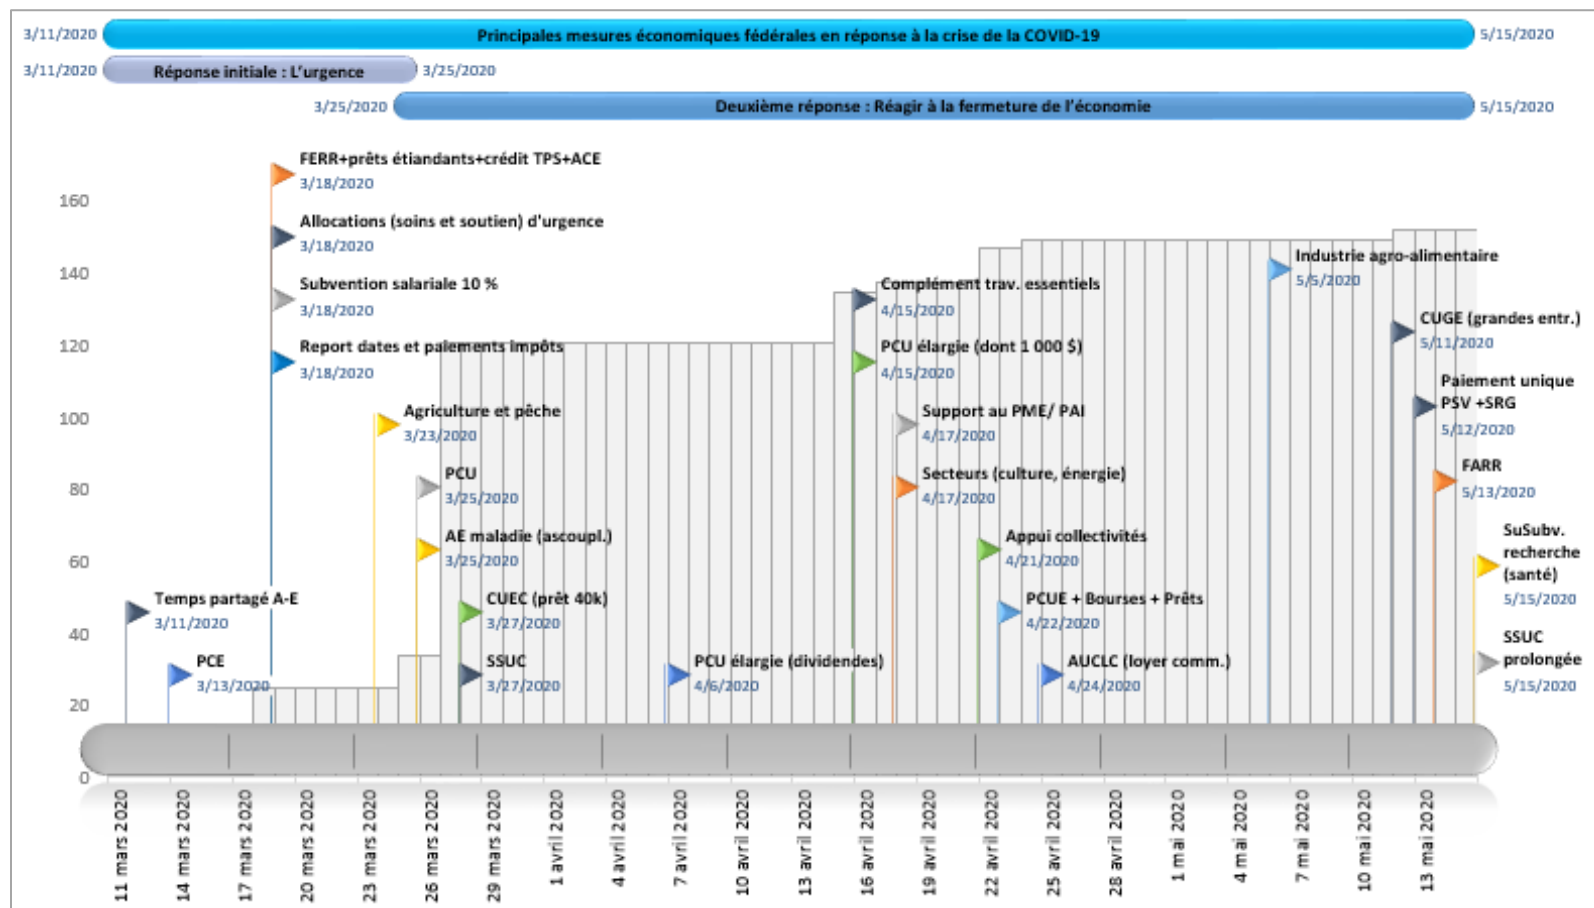 3/11/2020 Principales mesures économiques fédérales en réponse à la crise de la COVID-19 5/15/2020
3/11/2020 Réponse initiale : L'urgence 3/25/2020
3/25/2020 Deuxième réponse : Réagir à la fermeture de l'économie 5/15/2020
FERR+prêts étiandants+crédit TPS+ACE
3/18/2020
Allocations (soins et soutien) d'urgence
3/18/2020
Subvention salariale 10 %
3/18/2020
Report dates et paiements impôts
3/18/2020
Agriculture et pêche
3/23/2020
PCU
3/25/2020
AE maladie (ascoupl.)
3/25/2020
Temps partagé A-E
3/11/2020
PCE
3/13/2020
CUEC (prêt 40k)
3/27/2020
SSUC
3/27/2020
PCU élargie (dividendes)
4/6/2020
Complément trav. essentiels
4/15/2020
PCU élargie (dont 1 000 $)
4/15/2020
Support au PME/ PAI
4/17/2020
Secteurs (culture, énergie)
4/17/2020
Appui collectivités
4/21/2020
PCUE + Bourses + Prêts
4/22/2020
AUCLC (loyer comm.)
4/24/2020
Industrie agro-alimentaire
5/5/2020
CUGE (grandes entr.)
5/11/2020
Paiement unique
PSV +SRG
5/12/2020
FARR
5/13/2020
SuSubv.
recherche
(santé)
5/15/2020
SSUC
prolongée
5/15/2020
160
140
120
100
80
60
40
20
0
11 mars 2020
14 mars 2020
17 mars 2020
20 mars 2020
23 mars 2020
26 mars 2020
29 mars 2020
1 avril 2020
4 avril 2020
7 avril 2020
10 avril 2020
13 avril 2020
16 avril 2020
19 avril 2020
22 avril 2020
25 avril 2020
28 avril 2020
1 mai 2020
4 mai 2020
7 mai 2020
10 mai 2020
13 mai 2020